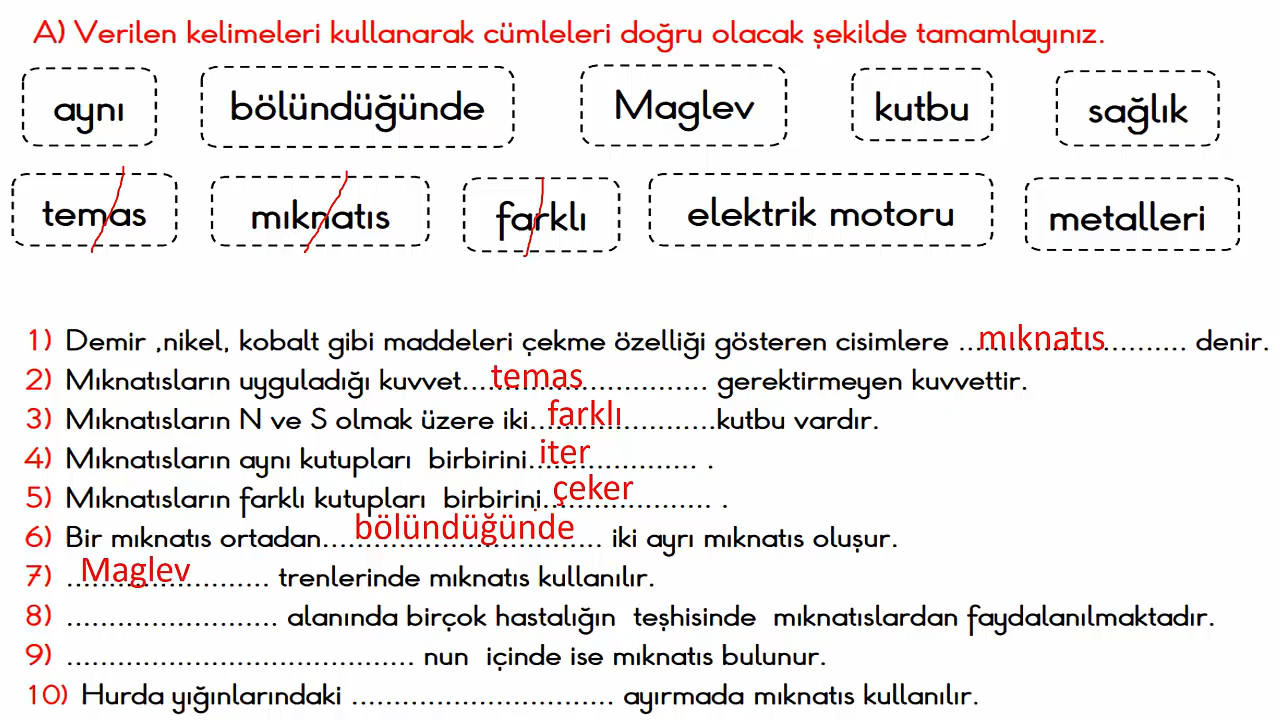 A) Verilen kelimeleri kullanarak cümleleri doğru olacak şekilde tamamlayınız.
aynı bölündüğünde Maglev kutbu sağlık
temas mıknatıs farklı elektrik motoru metalleri
1) Demir ,nikel, kobalt gibi maddeleri çekme özelliği gösteren cisimlere ...mıknatıs............ denir.
2) Mıknatısların uyguladığı kuvvet....temas................ gerektirmeyen kuvvettir.
3) Mıknatısların N ve S olmak üzere iki...farklı.............kutbu vardır.
4) Mıknatısların aynı kutupları birbirini...iter................ .
5) Mıknatısların farklı kutupları birbirini...çeker............ .
6) Bir mıknatıs ortadan.....bölündüğünde..... iki ayrı mıknatıs oluşur.
7) ..Maglev............ trenlerinde mıknatıs kullanılır.
8) ........................ alanında birçok hastalığın teşhisinde mıknatıslardan faydalanılmaktadır.
9) ....................................... nun içinde ise mıknatıs bulunur.
10) Hurda yığınlarındaki .............................. ayırmada mıknatıs kullanılır.